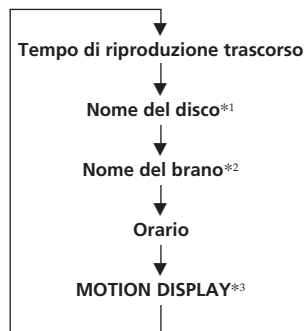 Tempo di riproduzione trascorso
Nome del disco*1
Nome del brano*2
Orario
MOTION DISPLAY*3